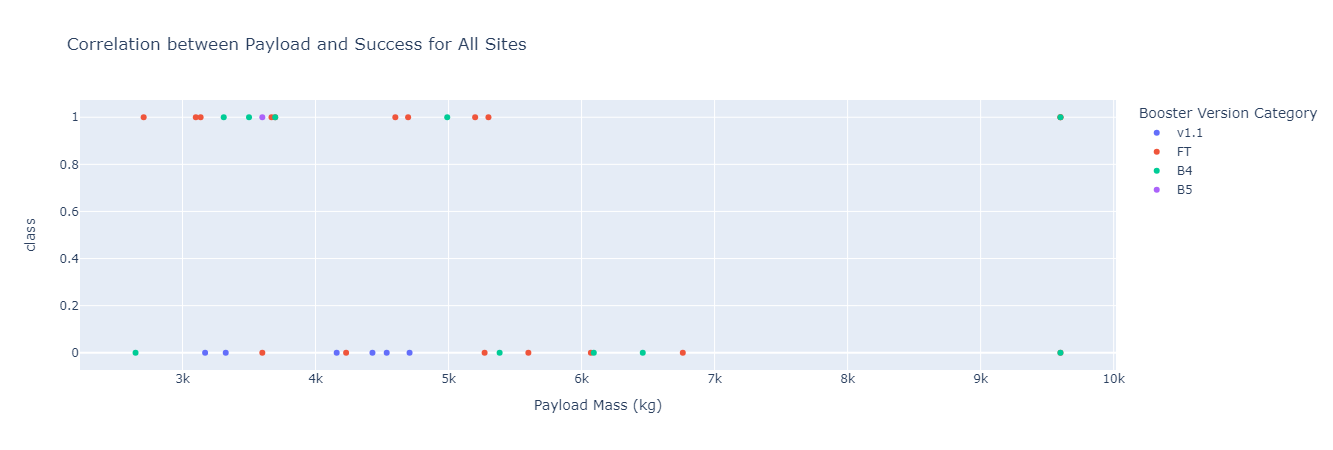 Correlation between Payload and Success for All Sites
1
0.8
0.6
0.4
0.2
0
class
3k
4k
5k
6k
7k
8k
9k
10k
Payload Mass (kg)
Booster Version Category
v1.1
FT
B4
B5